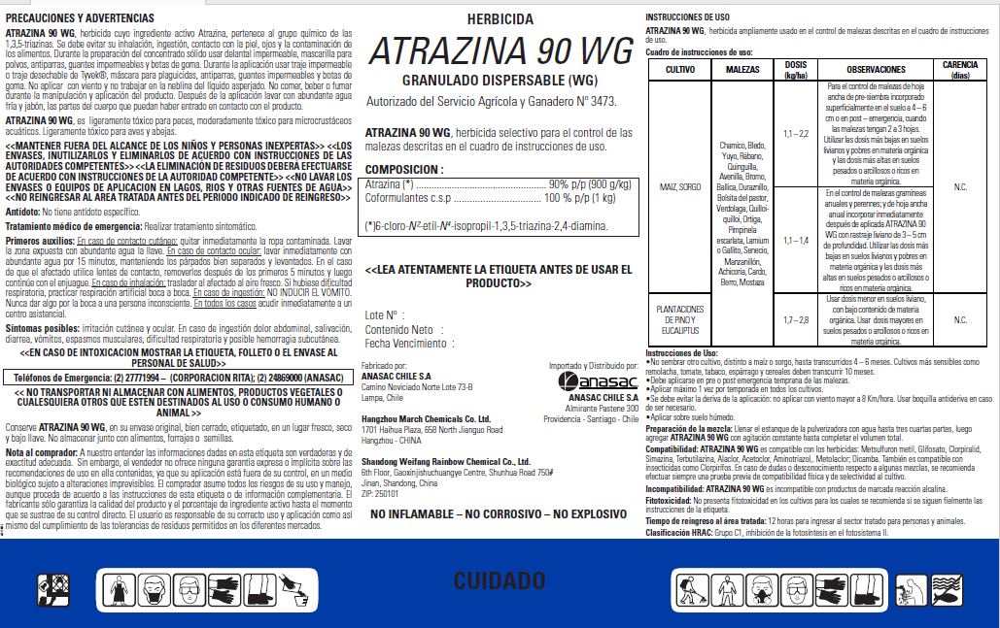 PRECAUCIONES Y ADVERTENCIAS
ATRAZINA 90 WG, herbicida cuyo ingrediente activo Atrazina, pertenece al grupo químico de las
1,3,5-triazinas. Se debe evitar su inhalación, ingestión, contacto con la piel, ojos y la contaminación de
los alimentos. Durante la preparación del concentrado sólido usar delantal impermeable, mascarilla para
polvos, antiparras, guantes impermeables y botas de goma. Durante la aplicación usar traje impermeable
o traje desechable de Tyvek®, máscara para plaguicidas, antiparras, guantes impermeables y botas de
goma. No aplicar con viento y no trabajar en la neblina del líquido asperjado. No comer, beber o fumar
durante la manipulación y aplicación del producto. Después de la aplicación lavar con abundante agua
fría y jabón, las partes del cuerpo que puedan haber entrado en contacto con el producto.
ATRAZINA 90 WG, es ligeramente tóxico para peces, moderadamente tóxico para microcrustáceos
acuáticos. Ligeramente tóxico para aves y abejas.
<<MANTENER FUERA DEL ALCANCE DE LOS NIÑOS Y PERSONAS INEXPERTAS>> <<LOS
ENVASES, INUTILIZARLOS Y ELIMINARLOS DE ACUERDO CON INSTRUCCIONES DE LAS
AUTORIDADES COMPETENTES>> <<LA ELIMINACIÓN DE RESIDUOS DEBERÁ EFECTUARSE
DE ACUERDO CON INSTRUCCIONES DE LA AUTORIDAD COMPETENTE>> <<NO LAVAR LOS
ENVASES O EQUIPOS DE APLICACION EN LAGOS, RIOS Y OTRAS FUENTES DE AGUA>>
<<NO REINGRESAR AL AREA TRATADA ANTES DEL PERIODO INDICADO DE REINGRESO>>
Antídoto: No tiene antídoto específico.
Tratamiento médico de emergencia: Realizar tratamiento sintomático.
Primeros auxilios: En caso de contacto cutáneo: quitar inmediatamente la ropa contaminada. Lavar
la zona expuesta con abundante agua la llave. En caso de contacto ocular: lavar inmediatamente con
abundante agua por 15 minutos, manteniendo los párpados bien separados y levantados. En el caso
de que el afectado utilice lentes de contacto, removerlos después de los primeros 5 minutos y luego
continúe con el enjuague. En caso de inhalación: trasladar al afectado al aire fresco. Si hubiese dificultad
respiratoria, practicar respiración artificial boca a boca. En caso de ingestión: NO INDUCIR EL VÓMITO.
Nunca dar algo por la boca a una persona inconsciente. En todos los casos acudir inmediatamente a un
centro asistencial.
Síntomas posibles: irritación cutánea y ocular. En caso de ingestión dolor abdominal, salivación,
diarrea, vómitos, espasmos musculares, dificultad respiratoria y posible hemorragia subcutánea.
<<EN CASO DE INTOXICACION MOSTRAR LA ETIQUETA, FOLLETO O EL ENVASE AL
PERSONAL DE SALUD>>
Teléfonos de Emergencia: (2) 27771994 – (CORPORACION RITA); (2) 24869000 (ANASAC)
<< NO TRANSPORTAR NI ALMACENAR CON ALIMENTOS, PRODUCTOS VEGETALES O
CUALESQUIERA OTROS QUE ESTEN DESTINADOS AL USO O CONSUMO HUMANO O
ANIMAL >>
Conserve ATRAZINA 90 WG, en su envase original, bien cerrado, etiquetado, en un lugar fresco, seco
y bajo llave. No almacenar junto con alimentos, forrajes o semillas.
Nota al comprador: A nuestro entender las informaciones dadas en esta etiqueta son verdaderas y de
exactitud adecuada. Sin embargo, el vendedor no ofrece ninguna garantía expresa o implícita sobre las
recomendaciones de uso en ella contenidas, ya que su aplicación está fuera de su control, en un medio
biológico sujeto a alteraciones imprevisibles. El comprador asume todos los riesgos de su uso y manejo,
aunque proceda de acuerdo a las instrucciones de esta etiqueta o de información complementaria. El
fabricante sólo garantiza la calidad del producto y el porcentaje de ingrediente activo hasta el momento
que se sustrae de su control directo. El usuario es responsable de su correcto uso y aplicación como así
mismo del cumplimiento de las tolerancias de residuos permitidos en los diferentes mercados.
HERBICIDA
ATRAZINA 90 WG
GRANULADO DISPERSABLE (WG)
Autorizado del Servicio Agrícola y Ganadero Nº 3473.
ATRAZINA 90 WG, herbicida selectivo para el control de las
malezas descritas en el cuadro de instrucciones de uso.
COMPOSICION :
Atrazina (*) ........................................ 90% p/p (900 g/kg)
Coformulantes c.s.p ........................... 100 % p/p (1 kg)
(*)6-cloro-N²-etil-N⁴-isopropil-1,3,5-triazina-2,4-diamina.
<<LEA ATENTAMENTE LA ETIQUETA ANTES DE USAR EL
PRODUCTO>>
Lote Nº :
Contenido Neto :
Fecha Vencimiento :
Fabricado por:
ANASAC CHILE S.A
Camino Noviciado Norte Lote 73-B
Lampa, Chile
Hangzhou March Chemicals Co. Ltd.
1701 Haihua Plaza, 658 North Jianguo Road
Hangzhou - CHINA
Shandong Weifang Rainbow Chemical Co., Ltd.
6th Floor, Gaoxinjishuchuangye Centre, Shunhua Road 750#
Jinan, Shandong, China
ZIP: 250101
Importado y Distribuido por:
anasac
ANASAC CHILE S.A
Almirante Pastene 300
Providencia - Santiago - Chile
NO INFLAMABLE – NO CORROSIVO – NO EXPLOSIVO
CUIDADO
INSTRUCCIONES DE USO
ATRAZINA 90 WG, herbicida ampliamente usado en el control de malezas descritas en el cuadro de instrucciones
de uso.
Cuadro de instrucciones de uso:
CULTIVO
MALEZAS
DOSIS
(kg/ha)
OBSERVACIONES
CARENCIA
(días)
MAIZ, SORGO
Chamico, Bledo,
Yuyo, Rábano,
Quinguilla,
Avenilla, Bromo,
Ballica, Duraznillo,
Bolsita del pastor,
Verdolaga, Quilloi-
quilloi, Ortiga,
Pimpinela
escarlata, Lamium
o Gallito, Senecio,
Manzanillón,
Achicoria, Cardo,
Berro, Mostaza
1,1 – 2,2
Para el control de malezas de hoja
ancha de pre-siembra incorporado
superficialmente en el suelo a 4 – 6
cm o en post – emergencia, cuando
las malezas tengan 2 a 3 hojas.
Utilizar las dosis más bajas en suelos
livianos y pobres en materia orgánica
y las dosis más altas en suelos
pesados o arcillosos o ricos en
materia orgánica.
N.C.
1,1 – 1,4
En el control de malezas gramíneas
anuales y perennes; y de hoja ancha
anual incorporar inmediatamente
después de aplicada ATRAZINA 90
WG con rastraje liviano de 3 – 5 cm
de profundidad. Utilizar las dosis más
bajas en suelos livianos y pobres en
materia orgánica y las dosis más
altas en suelos pesados o arcillosos o
ricos en materia orgánica.
PLANTACIONES
DE PINO Y
EUCALIPTUS
1,7 – 2,8
Usar dosis menor en suelos liviano,
con bajo contenido de materia
orgánica. Usar dosis mayores en
suelos pesados o arcillosos o ricos en
materia orgánica.
N.C.
Instrucciones de Uso:
•No sembrar otro cultivo, distinto a maíz o sorgo, hasta transcurridos 4 – 5 meses. Cultivos más sensibles como
remolacha, tomate, tabaco, espárrago y cereales deben transcurrir 10 meses.
•Debe aplicarse en pre o post emergencia temprana de las malezas.
•Aplicar máximo 1 vez por temporada en todos los cultivos.
•Se debe evitar la deriva de la aplicación: no aplicar con viento mayor a 8 Km/hora. Usar boquilla antideriva en caso
de ser necesario.
•Aplicar sobre suelo húmedo.
Preparación de la mezcla: Llenar el estanque de la pulverizadora con agua hasta tres cuartas partes, luego
agregar ATRAZINA 90 WG con agitación constante hasta completar el volumen total.
Compatibilidad: ATRAZINA 90 WG es compatible con los herbicidas: Metsulfuron metil, Glifosato, Clorpiralid,
Simazina, Terbutilazina, Alaclor, Acetoclor, Aminotriazol., Metolaclor; Dicamba. También es compatible con
insecticidas como Clorpirifos. En caso de dudas o desconocimiento respecto a algunas mezclas, se recomienda
efectuar siempre una prueba previa de compatibilidad física y de selectividad al cultivo.
Incompatibilidad: ATRAZINA 90 WG es incompatible con productos de marcada reacción alcalina.
Fitotoxicidad: No presenta fitotoxicidad en los cultivos para los cuales se recomienda si se siguen fielmente las
instrucciones de la etiqueta.
Tiempo de reingreso al área tratada: 12 horas para ingresar al sector tratado para personas y animales.
Clasificación HRAC: Grupo C1, inhibición de la fotosíntesis en el fotosistema II.